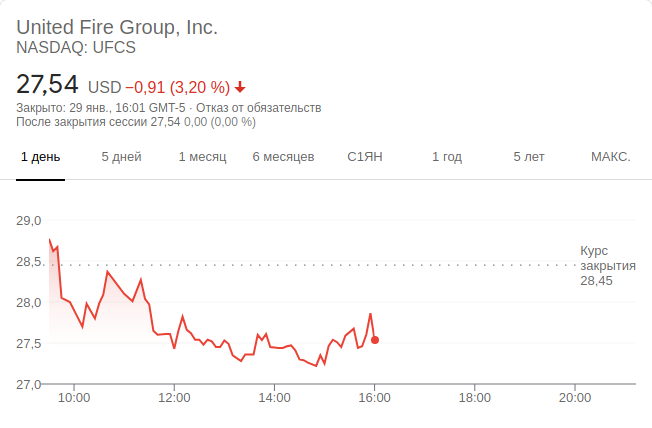 United Fire Group, Inc.
NASDAQ: UFCS
27,54 USD −0,91 (3,20 %)
Закрыто: 29 янв., 16:01 GMT-5 · Отказ от обязательств
После закрытия сессии 27,54 0,00 (0,00 %)
1 день 5 дней 1 месяц 6 месяцев С1ЯН 1 год 5 лет МАКС.
29,0
28,5
28,0
27,5
27,0
Курс
закрытия
28,45
10:00 12:00 14:00 16:00 18:00 20:00